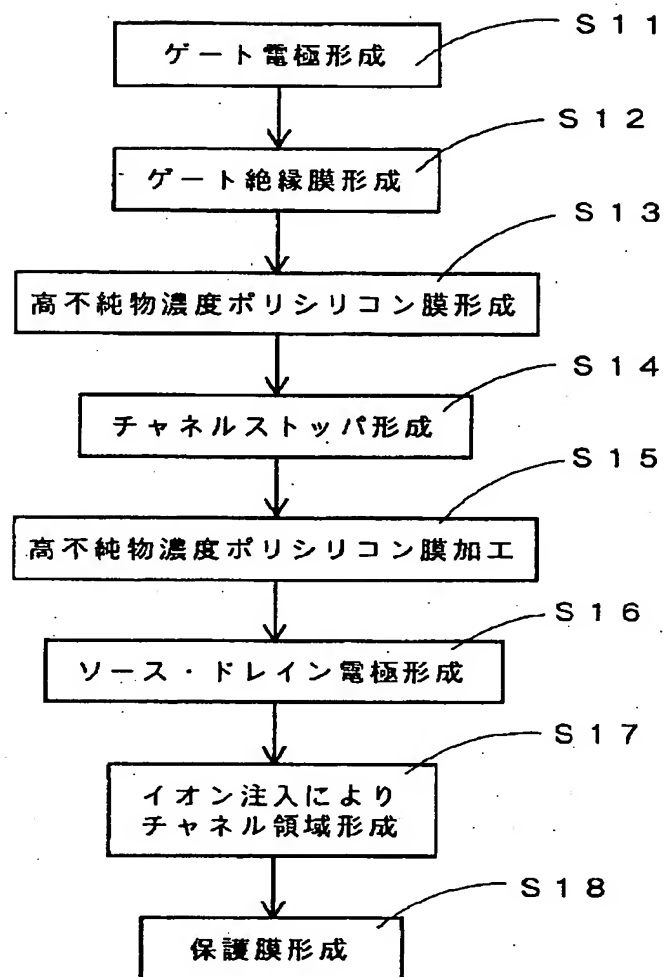 S11
ゲート電極形成
S12
ゲート絶縁膜形成
S13
高不純物濃度ポリシリコン膜形成
S14
チャネルストッパ形成
S15
高不純物濃度ポリシリコン膜加工
S16
ソース・ドレイン電極形成
S17
イオン注入により
チャネル領域形成
S18
保護膜形成